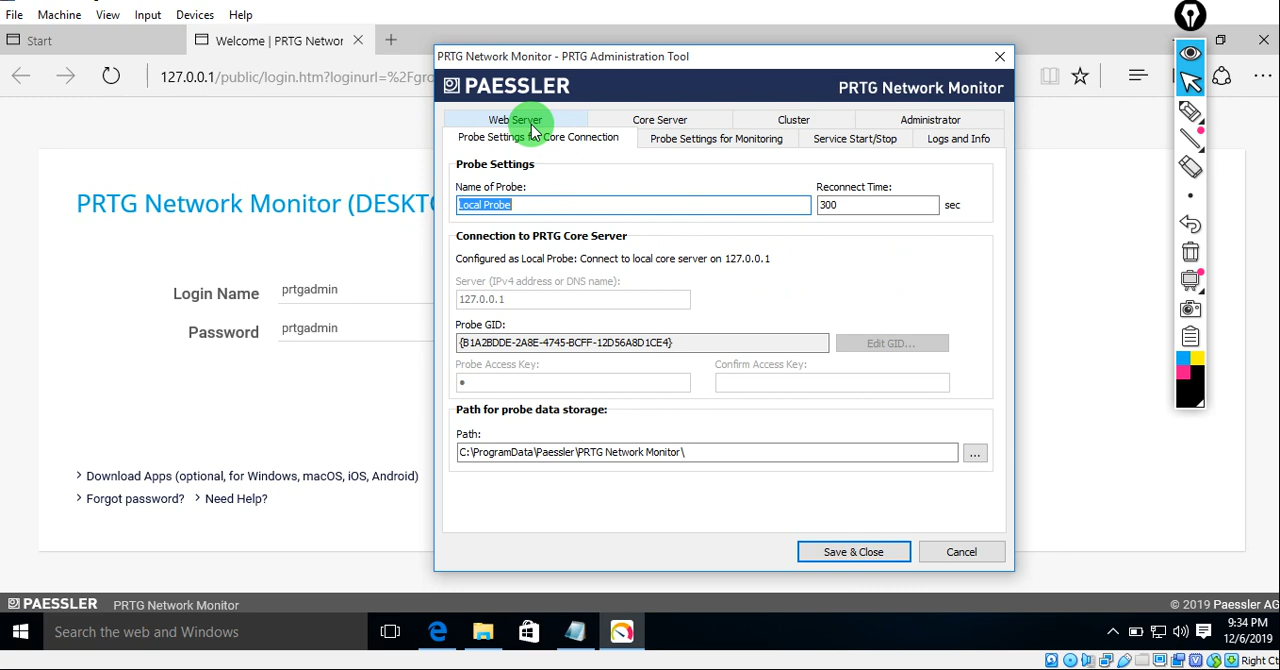 File Machine View Input Devices Help
Start
Welcome | PRTG Networ
127.0.0.1/public/login.htm?loginurl=%2Fgro
PRTG Network Monitor - PRTG Administration Tool
PAESSLER
PRTG Network Monitor
Web Server
Core Server
Cluster
Administrator
Probe Settings for Core Connection
Probe Settings for Monitoring
Service Start/Stop
Logs and Info
Probe Settings
Name of Probe:
Reconnect Time:
Local Probe
300
sec
Connection to PRTG Core Server
Configured as Local Probe: Connect to local core server on 127.0.0.1
Server (IPv4 address or DNS name):
127.0.0.1
Probe GID:
{B1A2BDDE-2A8E-4745-BCFF-12D56A8D1CE4}
Edit GID...
Probe Access Key:
Confirm Access Key:
Path for probe data storage:
Path:
C:\ProgramData\Paessler\PRTG Network Monitor\
...
Save & Close
Cancel
PRTG Network Monitor (DESKTO
Login Name
prtgadmin
Password
prtgadmin
Download Apps (optional, for Windows, macOS, iOS, Android)
Forgot password?
Need Help?
PAESSLER PRTG Network Monitor
© 2019 Paessler AG
Search the web and Windows
9:34 PM
12/6/2019
Right Ct